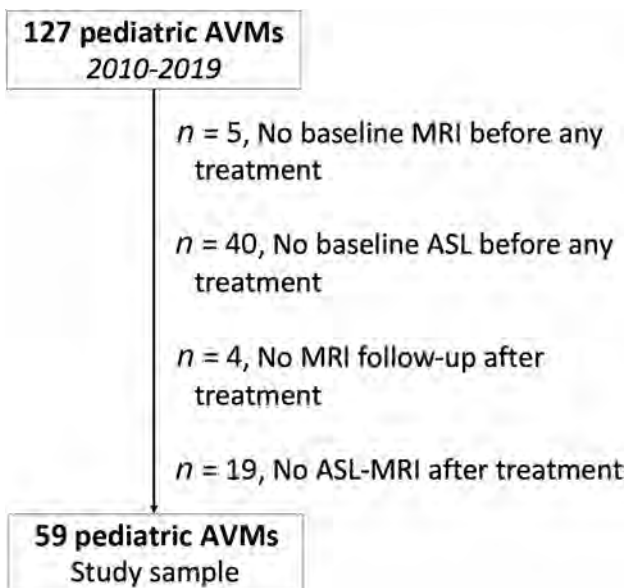 127 pediatric AVMs
2010-2019
n = 5, No baseline MRI before any
treatment
n = 40, No baseline ASL before any
treatment
n = 4, No MRI follow-up after
treatment
n = 19, No ASL-MRI after treatment
59 pediatric AVMs
Study sample